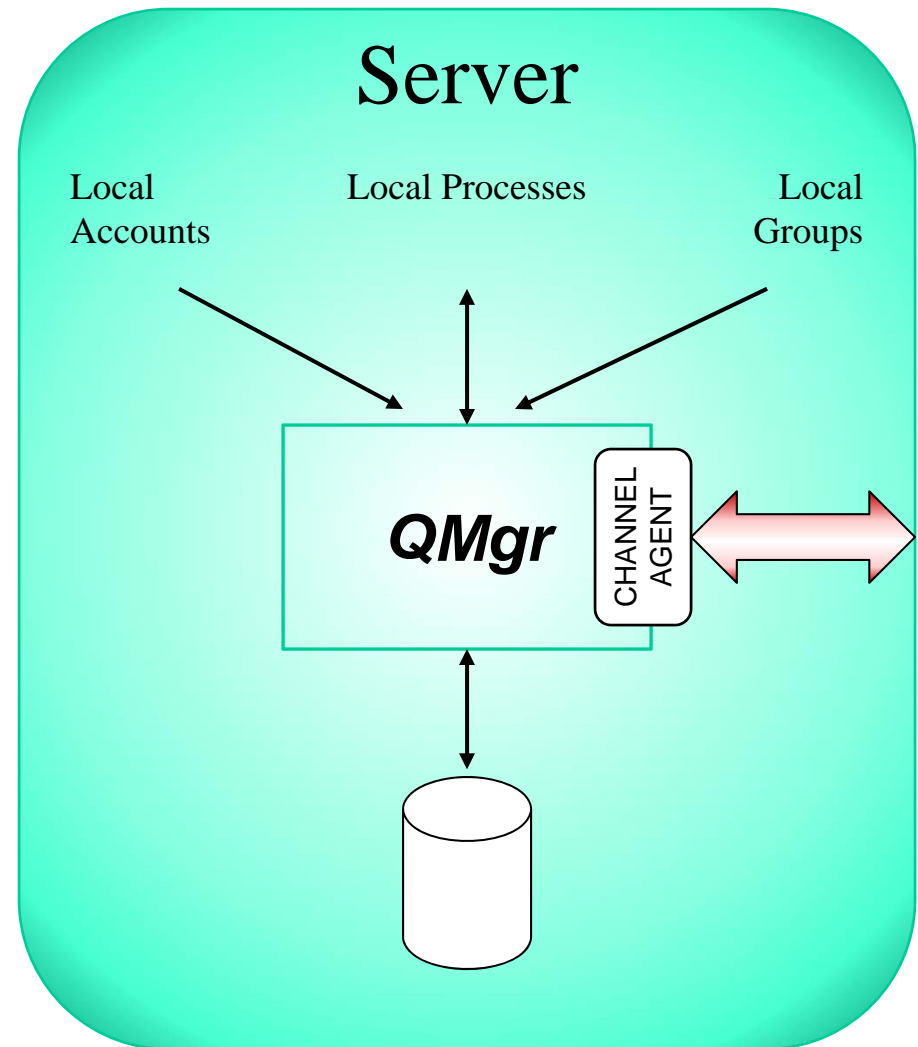 Server
Local
Accounts
Local Processes
Local
Groups
QMgr
CHANNEL
AGENT